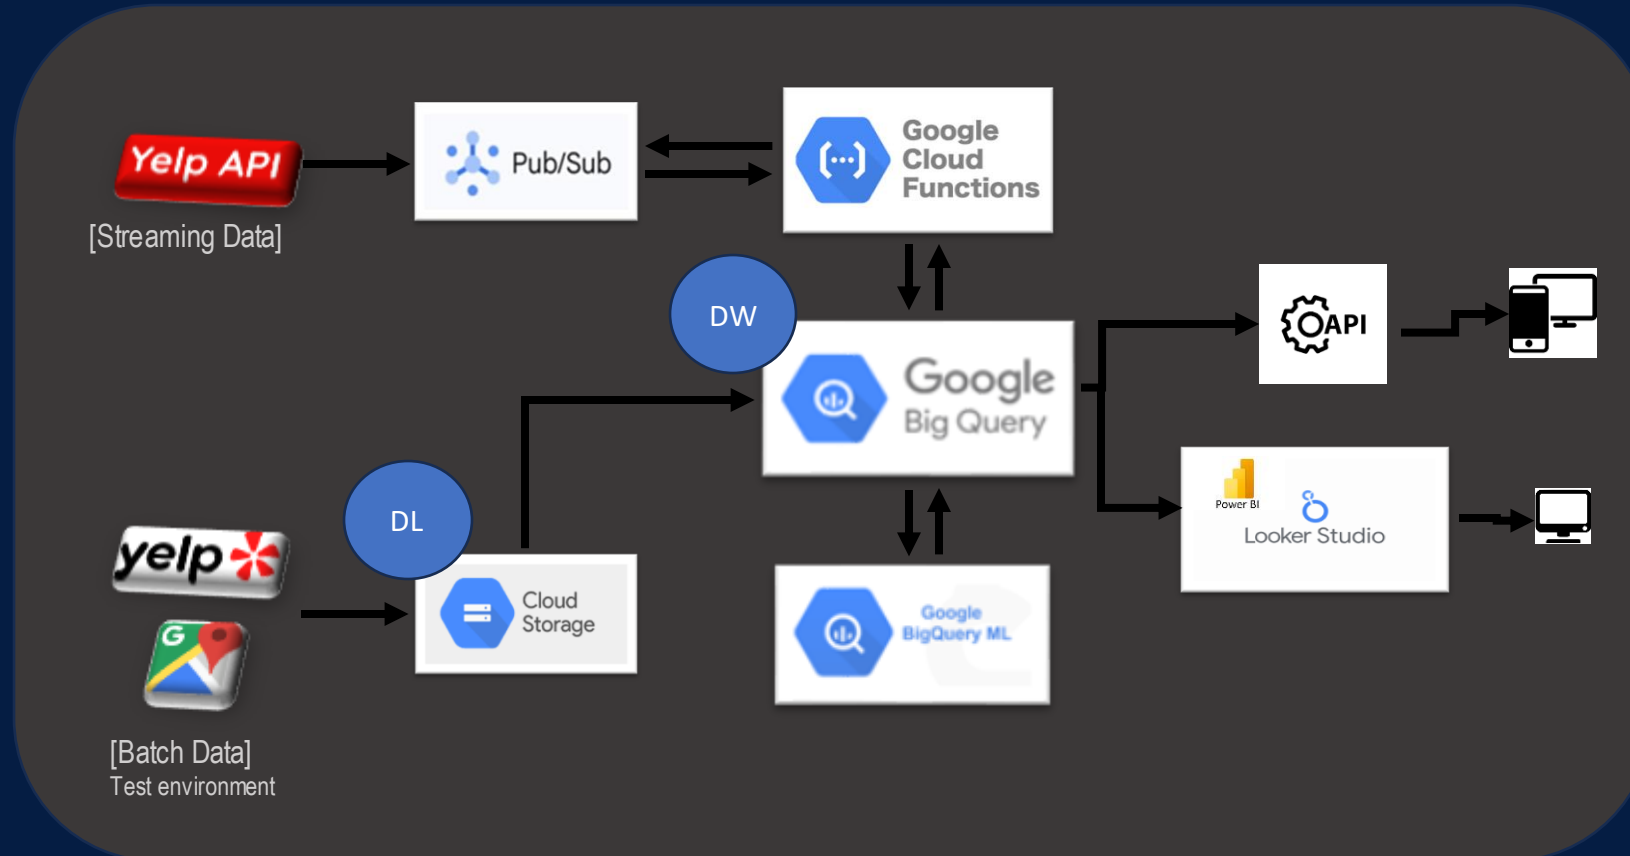 Yelp API
[Streaming Data]
Pub/Sub
Google
Cloud
Functions
DW
Google
Big Query
API
DL
yelp
G
Cloud
Storage
Google
BigQuery ML
Power BI
Looker Studio
[Batch Data]
Test environment